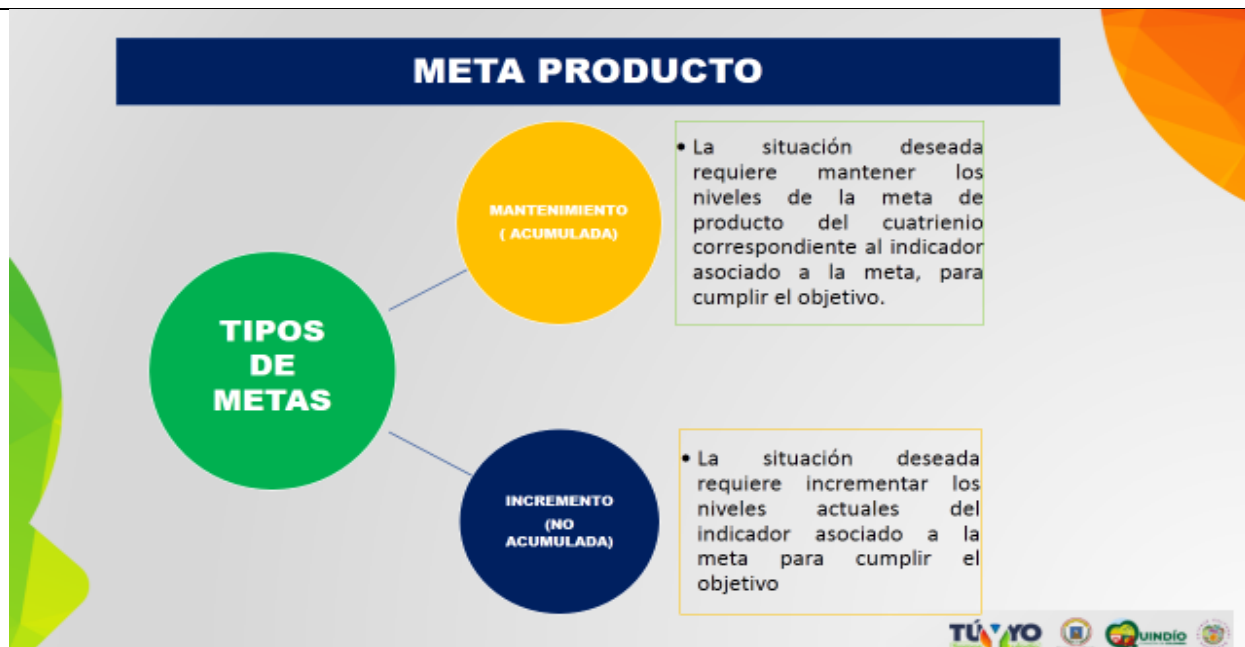 META PRODUCTO
MANTENIMIENTO
( ACUMULADA)
• La situación deseada
requiere mantener los
niveles de la meta de
producto del cuatrienio
correspondiente al indicador
asociado a la meta, para
cumplir el objetivo.
TIPOS
DE
METAS
INCREMENTO
(NO
ACUMULADA)
• La situación deseada
requiere incrementar los
niveles actuales del
indicador asociado a la
meta para cumplir el
objetivo
TÚ Y YO
QUINDÍO